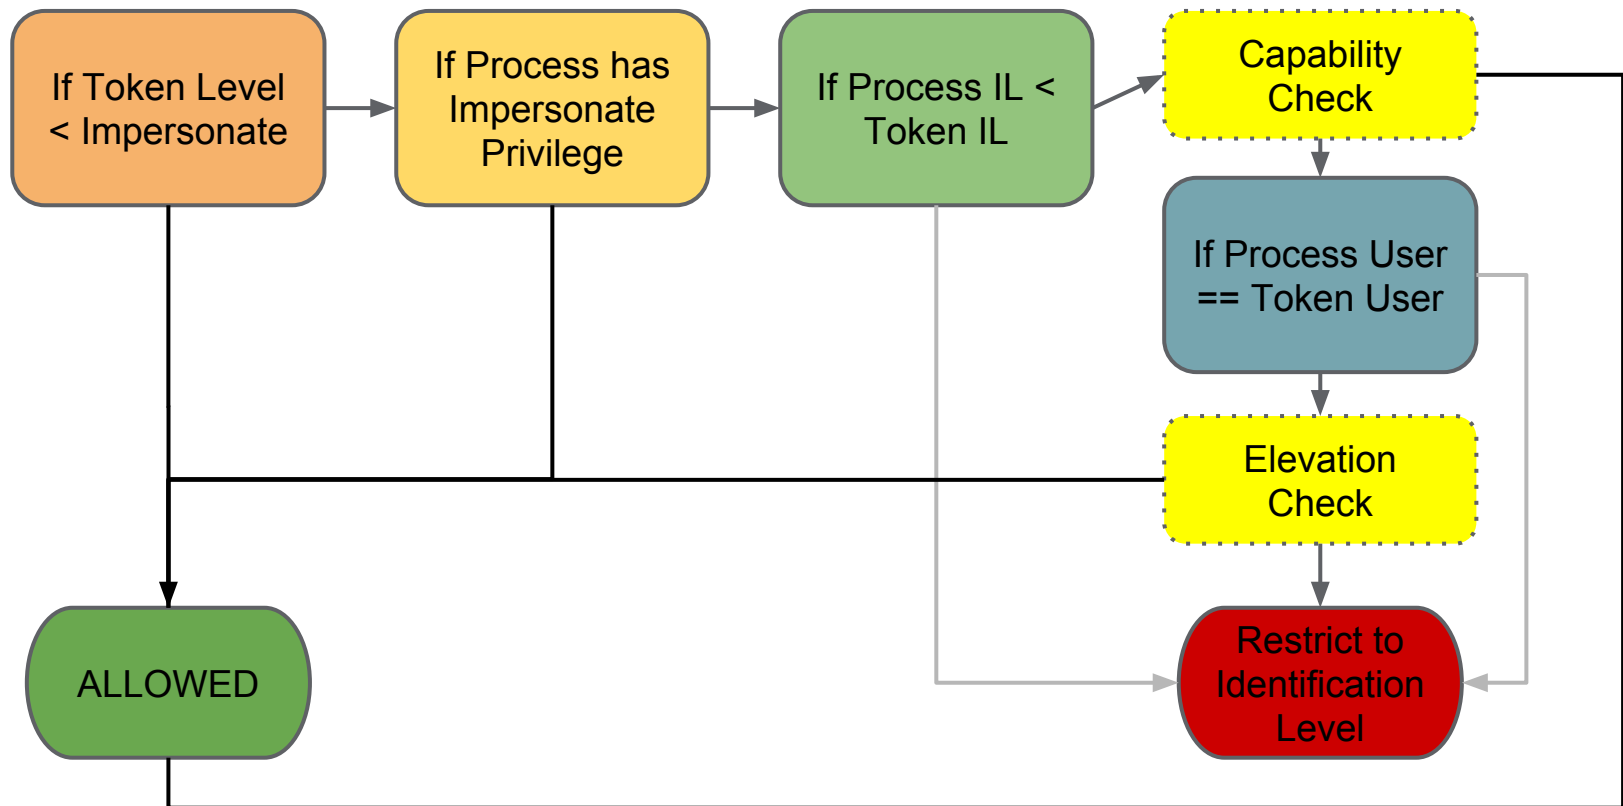 If Token Level
< Impersonate
If Process has
Impersonate
Privilege
If Process IL <
Token IL
Capability
Check
If Process User
== Token User
Elevation
Check
ALLOWED
Restrict to
Identification
Level